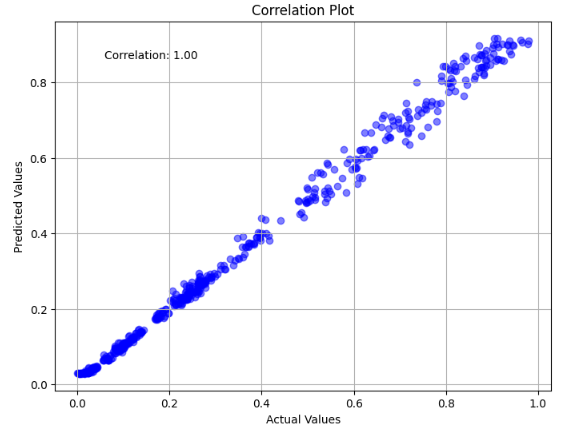 Correlation Plot
Correlation: 1.00
Predicted Values
0.8
0.6
0.4
0.2
0.0
0.0 0.2 0.4 0.6 0.8 1.0
Actual Values